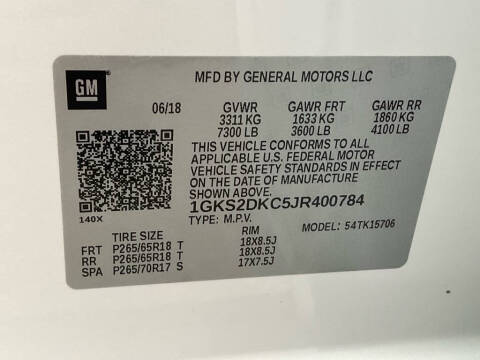 GM
MFD BY GENERAL MOTORS LLC
06/18 GVWR GAWR FRT GAWR RR
3311 KG 1633 KG 1860 KG
7300 LB 3600 LB 4100 LB
THIS VEHICLE CONFORMS TO ALL
APPLICABLE U.S. FEDERAL MOTOR
VEHICLE SAFETY STANDARDS IN EFFECT
ON THE DATE OF MANUFACTURE
SHOWN ABOVE.
1GKS2DKC5JR400784
140X
TYPE: M.P.V. MODEL: 54TK15706
TIRE SIZE RIM
FRT P265/65R18 T 18X8.5J
RR P265/65R18 T 18X8.5J
SPA P265/70R17 S 17X7.5J